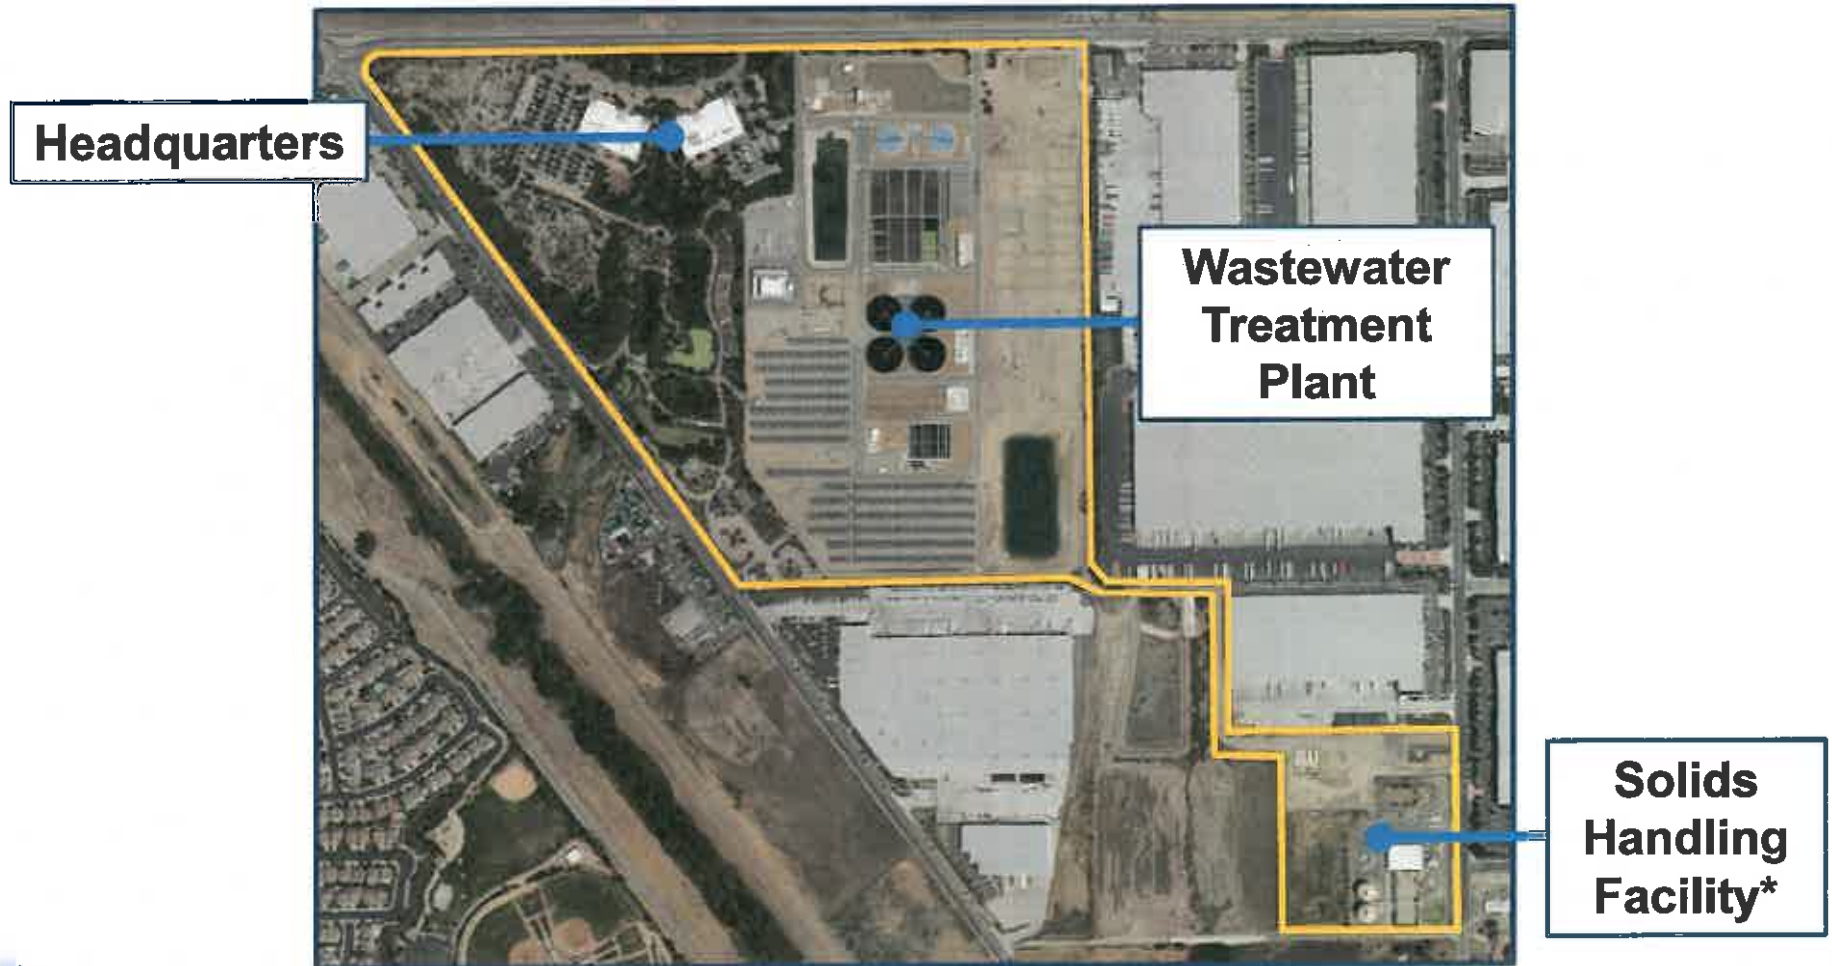 Headquarters
Wastewater
Treatment
Plant
Solids
Handling
Facility*